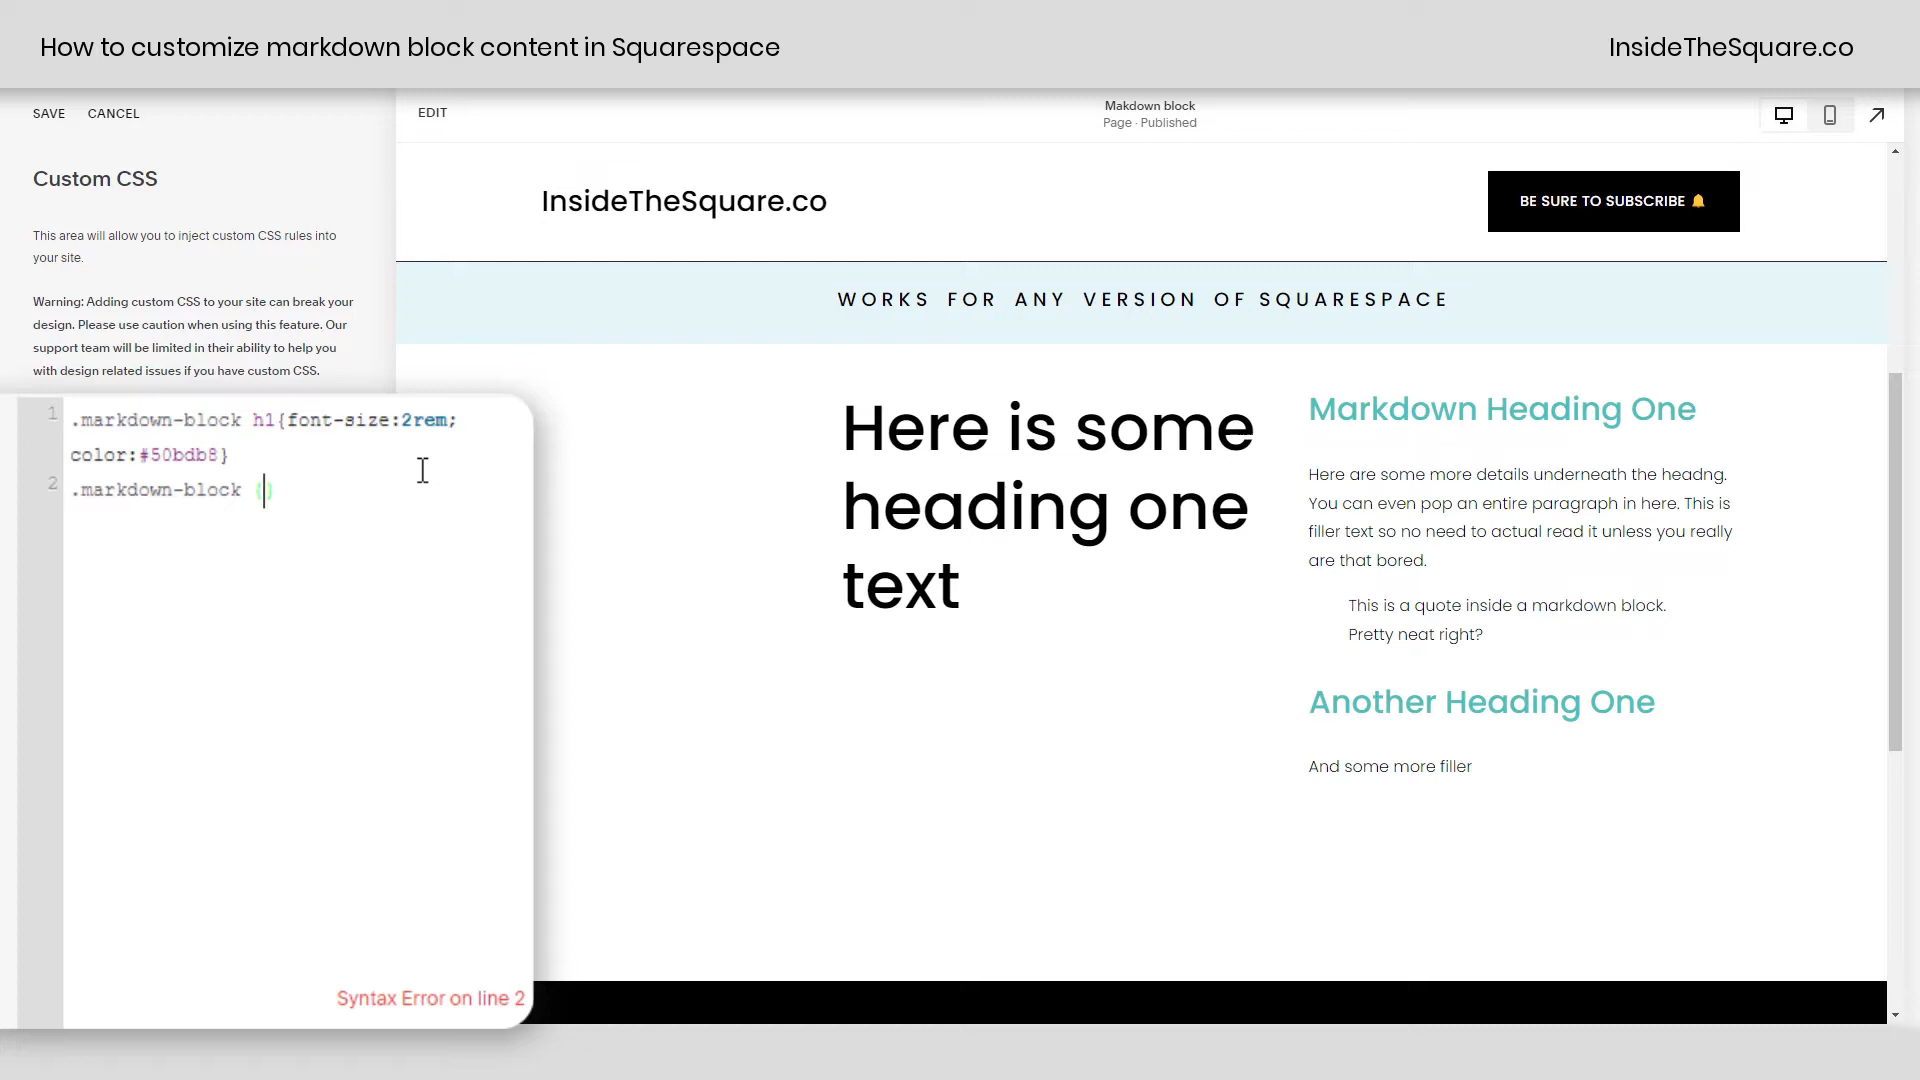 How to customize markdown block content in Squarespace
InsideTheSquare.co
SAVE CANCEL
EDIT
Makdown block
Page · Published
Custom CSS
This area will allow you to inject custom CSS rules into
your site.
Warning: Adding custom CSS to your site can break your
design. Please use caution when using this feature. Our
support team will be limited in their ability to help you
with design related issues if you have custom CSS.
1 .markdown-block h1{font-size:2rem;
color:#50bdb8}
2 .markdown-block {}
Syntax Error on line 2
InsideTheSquare.co
BE SURE TO SUBSCRIBE 🔔
WORKS FOR ANY VERSION OF SQUARESPACE
Here is some
heading one
text
Markdown Heading One
Here are some more details underneath the headng.
You can even pop an entire paragraph in here. This is
filler text so no need to actual read it unless you really
are that bored.
This is a quote inside a markdown block.
Pretty neat right?
Another Heading One
And some more filler